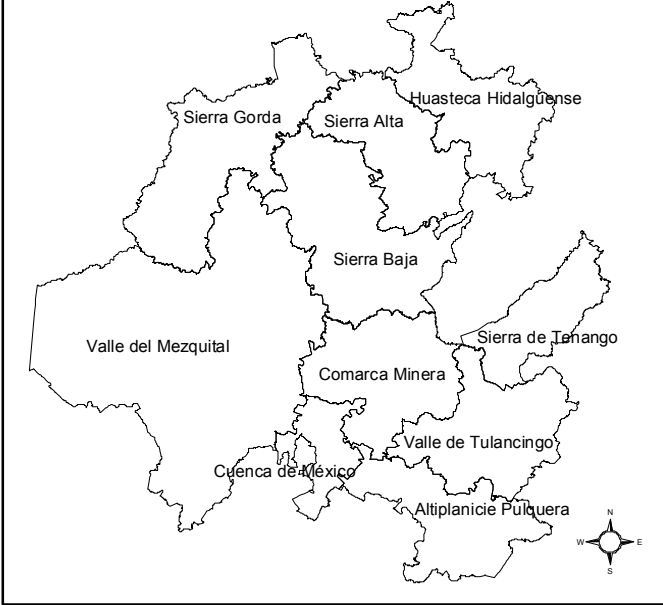 Huasteca Hidalguense
Sierra Gorda
Sierra Alta
Sierra Baja
Sierra de Tenango
Valle del Mezquital
Comarca Minera
Valle de Tulancingo
Cuenca de México
Altiplanicie Pulquera
N
W
E
S